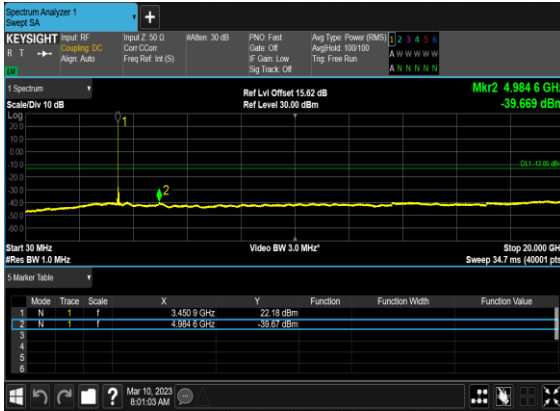 Spectrum Analyzer 1
Swept SA
+
KEYSIGHT
R T
LXI
Input: RF
Coupling: DC
Align: Auto
Input Z: 50 Ω
Corr CCorr
Freq Ref: Int (S)
#Atten: 30 dB
PNO: Fast
Gate: Off
IF Gain: Low
Sig Track: Off
Avg Type: Power (RMS)
Avg|Hold: 100/100
Trig: Free Run
1 2 3 4 5 6
A W W W W W
A N N N N N
1 Spectrum
Scale/Div 10 dB
Ref Lvl Offset 15.62 dB
Ref Level 30.00 dBm
Mkr2 4.984 6 GHz
-39.669 dBm
Log
20.0
10.0
0.00
-10.0
-20.0
-30.0
-40.0
-50.0
-60.0
1
2
DL1 -13.00 dBm
Start 30 MHz
#Res BW 1.0 MHz
Video BW 3.0 MHz*
Stop 20.000 GH
Sweep 34.7 ms (40001 pts
5 Marker Table
Mode Trace Scale X Y Function Function Width Function Value
1 N 1 f 3.450 9 GHz 22.18 dBm
2 N 1 f 4.984 6 GHz -39.67 dBm
3
4
5
6
?
Mar 10, 2023
8:01:03 AM